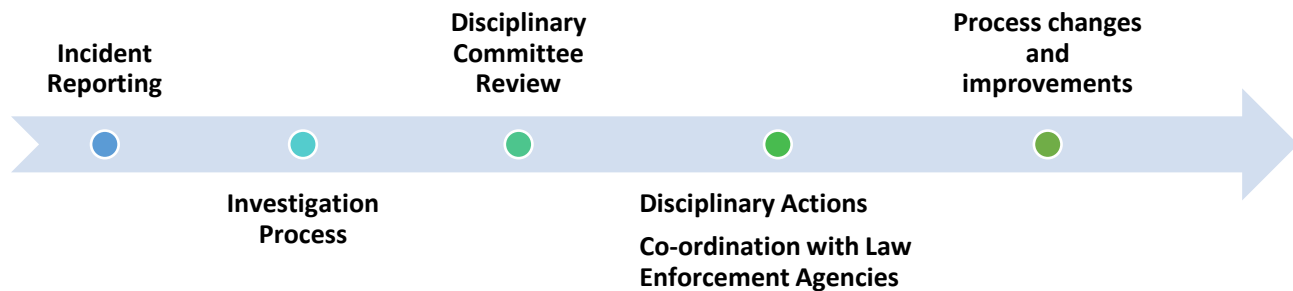 Incident
Reporting
Investigation
Process
Disciplinary
Committee
Review
Disciplinary Actions
Co-ordination with Law
Enforcement Agencies
Process changes
and
improvements